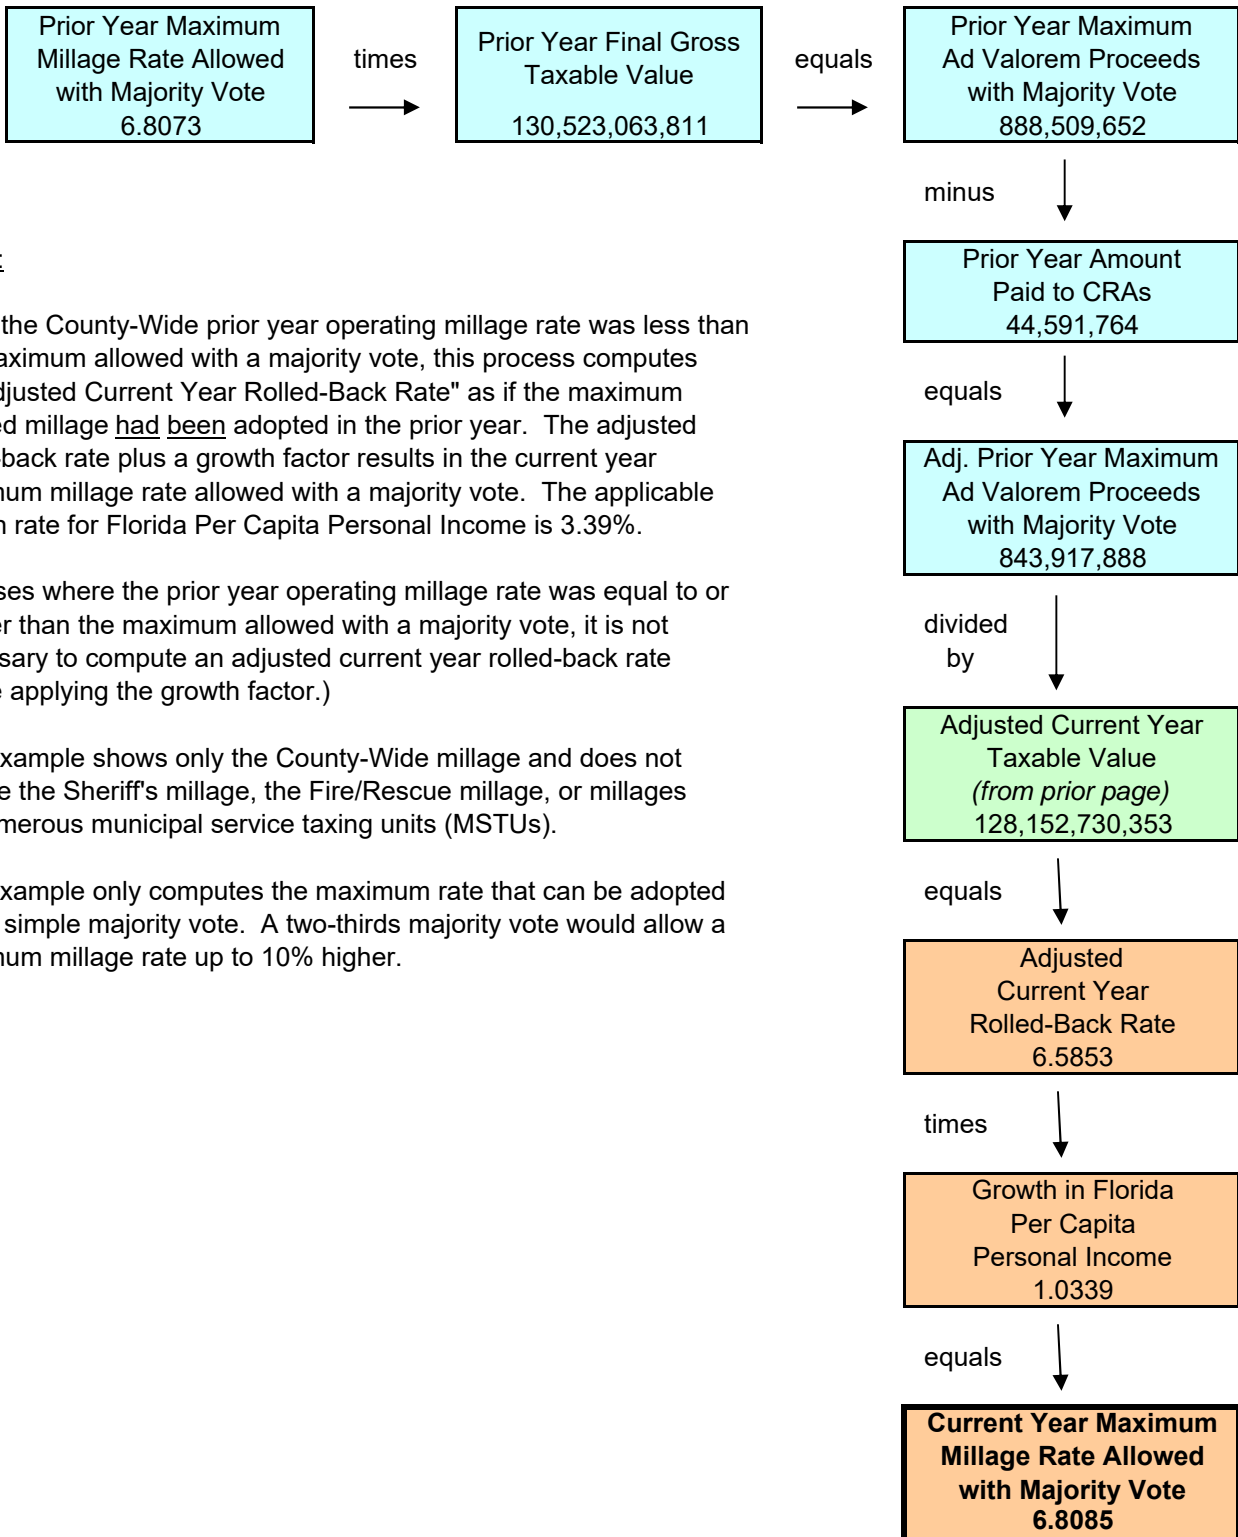 Prior Year Maximum
Millage Rate Allowed
with Majority Vote
6.8073
times
Prior Year Final Gross
Taxable Value
130,523,063,811
equals
Prior Year Maximum
Ad Valorem Proceeds
with Majority Vote
888,509,652
minus
Prior Year Amount
Paid to CRAs
44,591,764
equals
Adj. Prior Year Maximum
Ad Valorem Proceeds
with Majority Vote
843,917,888
divided
by
Adjusted Current Year
Taxable Value
(from prior page)
128,152,730,353
equals
Adjusted
Current Year
Rolled-Back Rate
6.5853
times
Growth in Florida
Per Capita
Personal Income
1.0339
equals
Current Year Maximum
Millage Rate Allowed
with Majority Vote
6.8085
:
the County-Wide prior year operating millage rate was less than
aximum allowed with a majority vote, this process computes
djusted Current Year Rolled-Back Rate" as if the maximum
ed millage had been adopted in the prior year. The adjusted
-back rate plus a growth factor results in the current year
num millage rate allowed with a majority vote. The applicable
n rate for Florida Per Capita Personal Income is 3.39%.
ses where the prior year operating millage rate was equal to or
er than the maximum allowed with a majority vote, it is not
sary to compute an adjusted current year rolled-back rate
e applying the growth factor.)
xample shows only the County-Wide millage and does not
e the Sheriff's millage, the Fire/Rescue millage, or millages
merous municipal service taxing units (MSTUs).
xample only computes the maximum rate that can be adopted
simple majority vote. A two-thirds majority vote would allow a
num millage rate up to 10% higher.